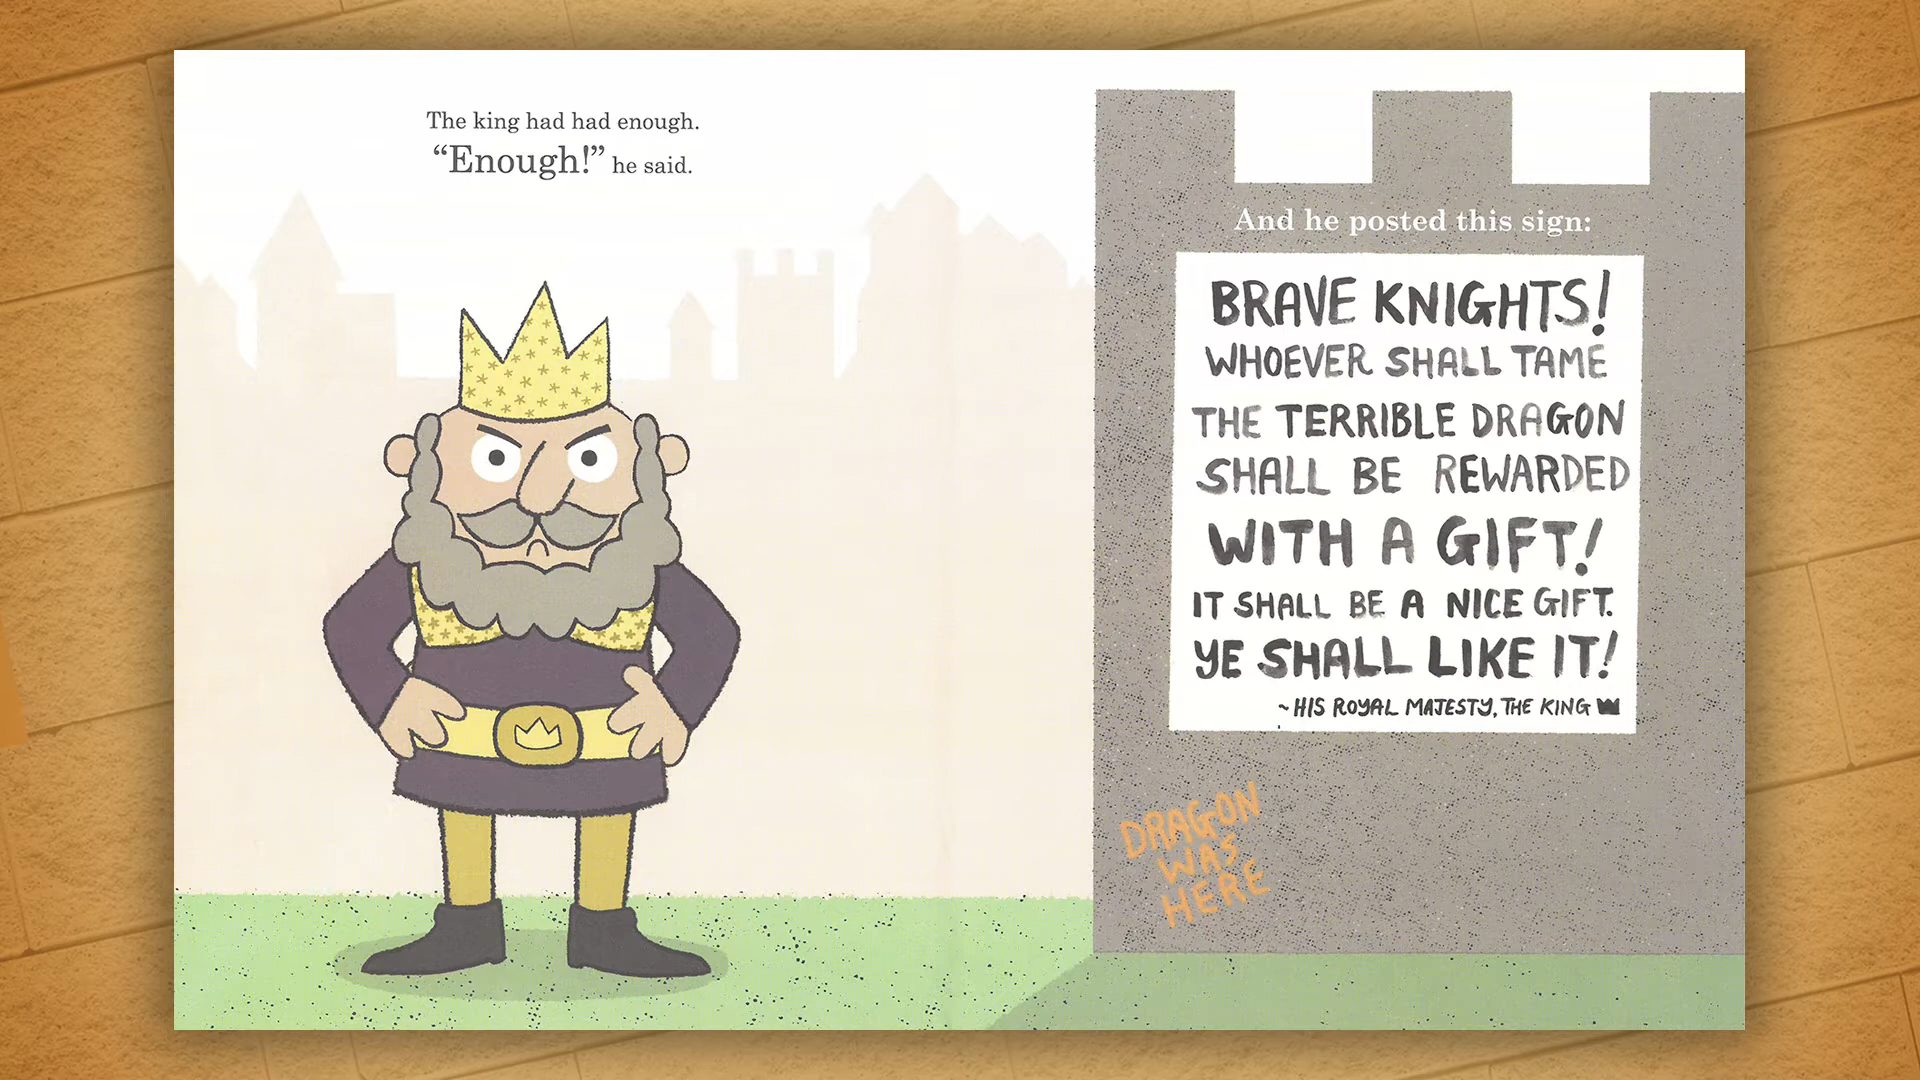 The king had had enough.
“Enough!” he said.
And he posted this sign:
BRAVE KNIGHTS!
WHOEVER SHALL TAME
THE TERRIBLE DRAGON
SHALL BE REWARDED
WITH A GIFT!
IT SHALL BE A NICE GIFT.
YE SHALL LIKE IT!
~HIS ROYAL MAJESTY, THE KING
DRAGON
WAS
HERE